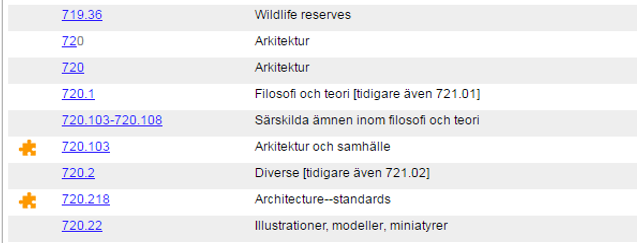 719.36 Wildlife reserves
720 Arkitektur
720 Arkitektur
720.1 Filosofi och teori [tidigare även 721.01]
720.103-720.108 Särskilda ämnen inom filosofi och teori
720.103 Arkitektur och samhälle
720.2 Diverse [tidigare även 721.02]
720.218 Architecture--standards
720.22 Illustrationer, modeller, miniatyrer